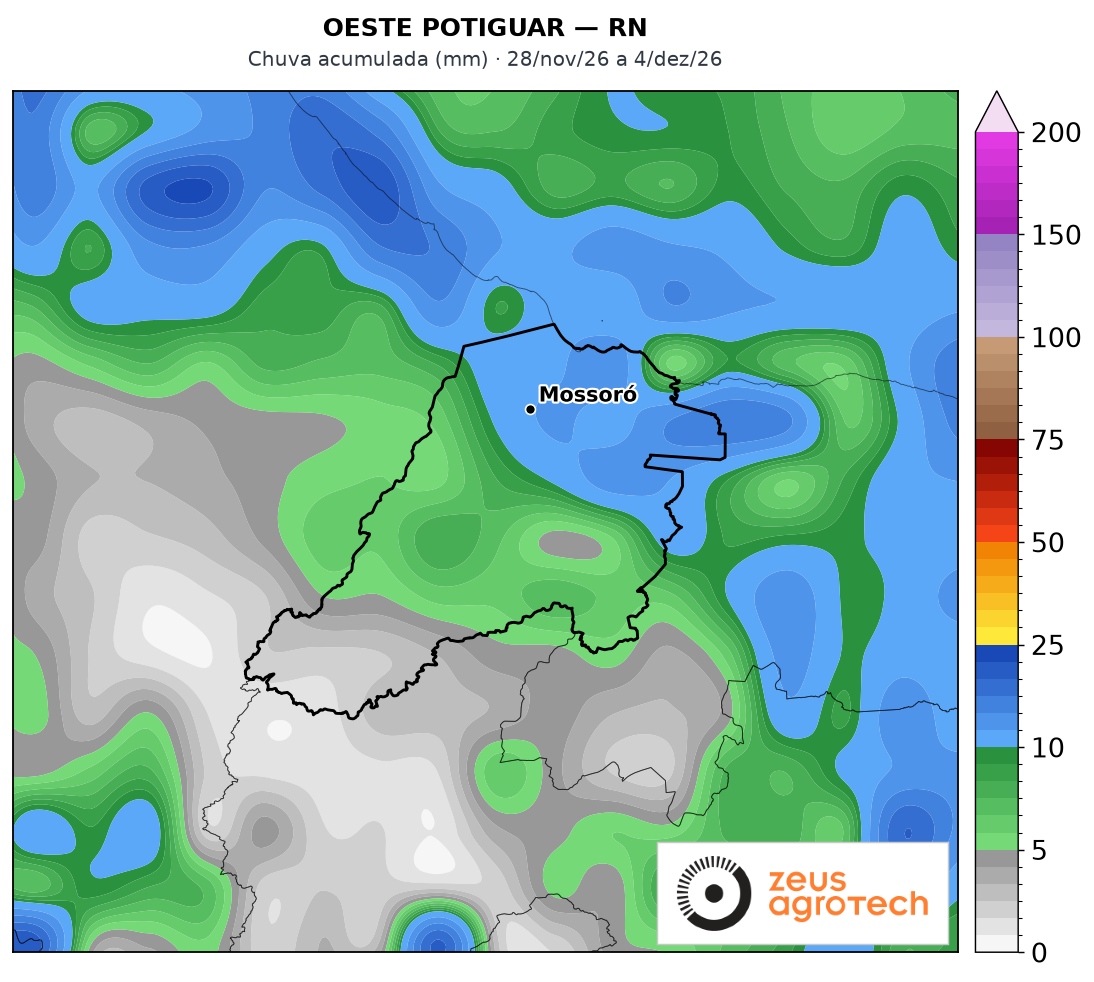 OESTE POTIGUAR — RN
Chuva acumulada (mm) · 28/nov/26 a 4/dez/26
200
150
100
75
50
25
10
5
0
Mossoró
zeus
agrotech